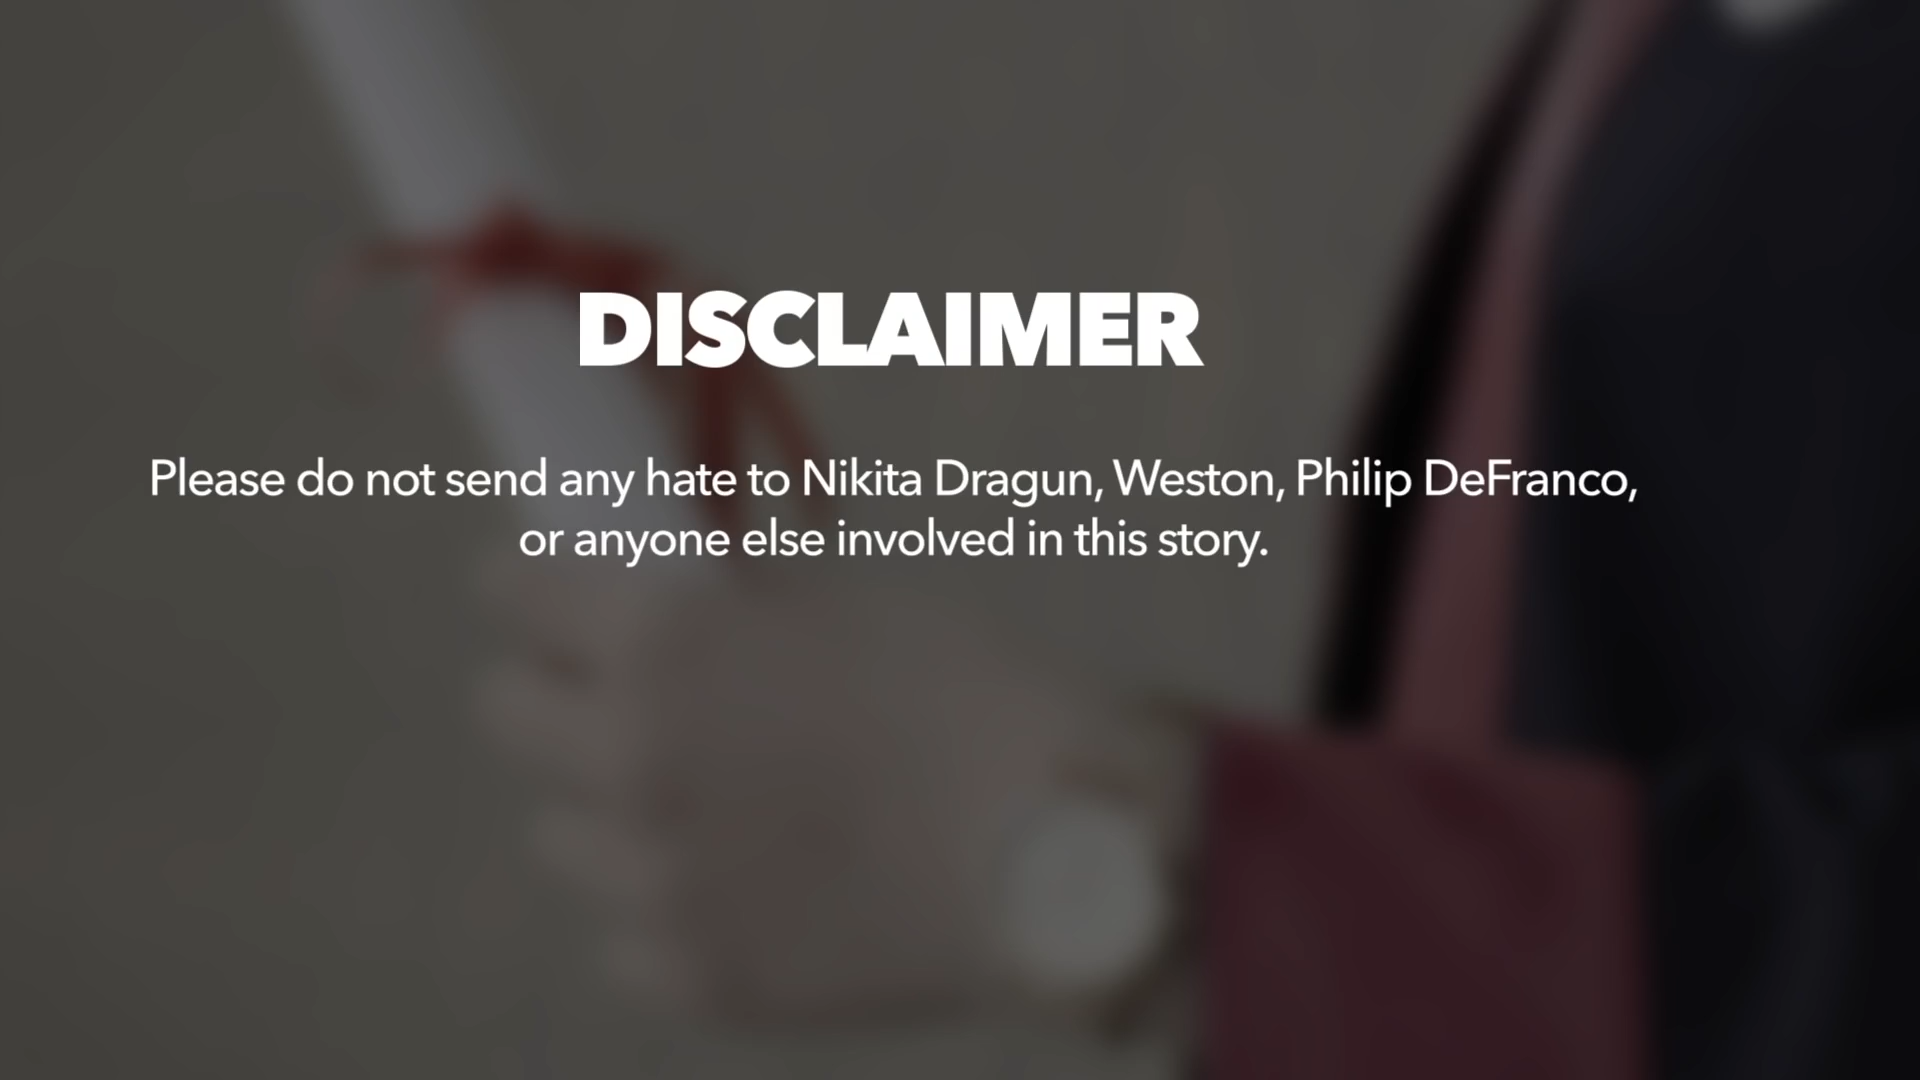 DISCLAIMER
Please do not send any hate to Nikita Dragun, Weston, Philip DeFranco,
or anyone else involved in this story.